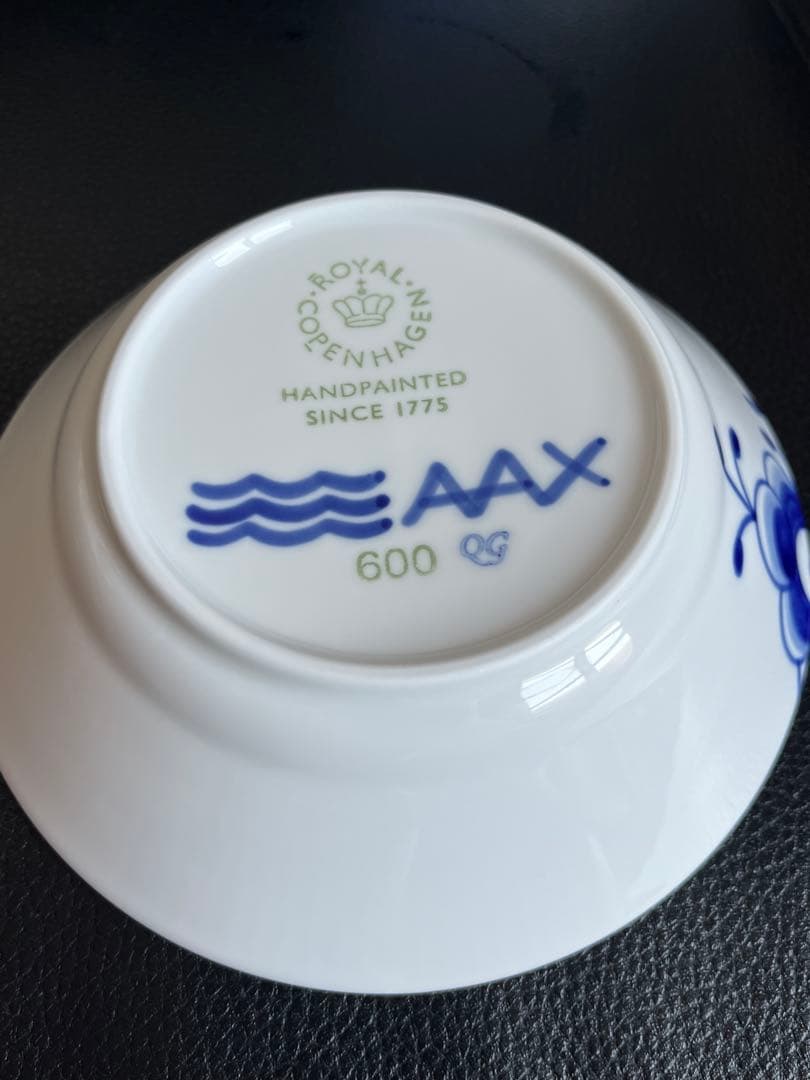 ROYAL COPENHAGEN
HANDPAINTED
SINCE 1775
AAX
600 QG